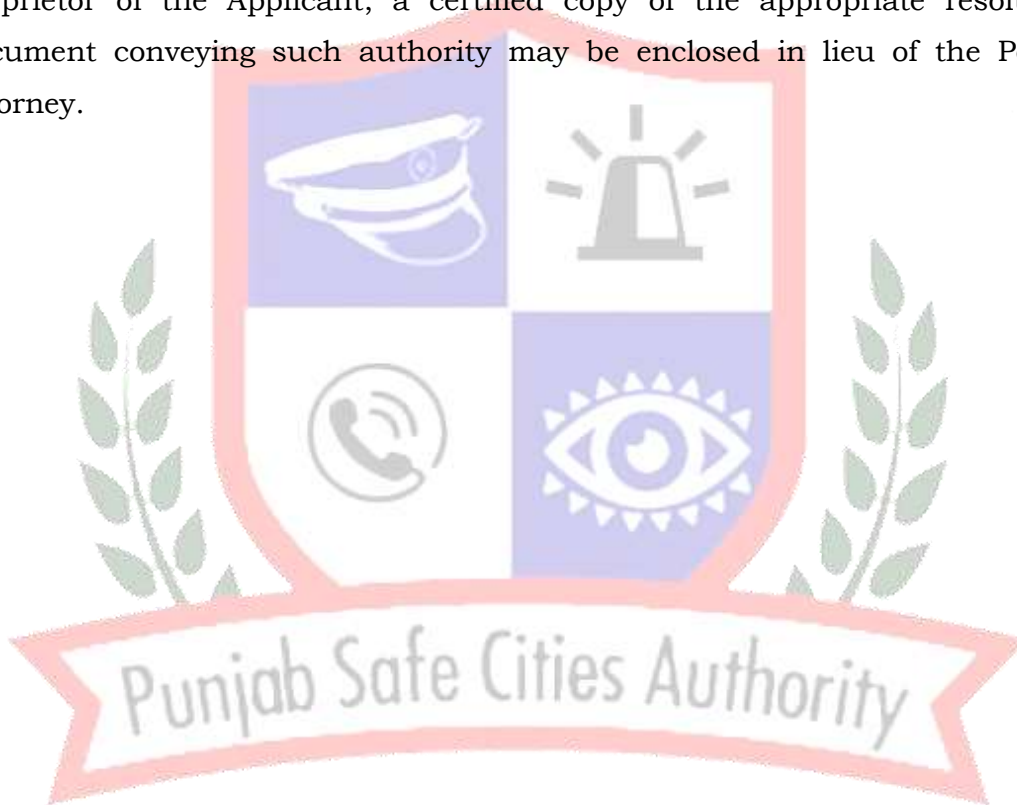 prietor of the Applicant, a certified copy of the appropriate resol
cument conveying such authority may be enclosed in lieu of the P
orney.
Punjab Safe Cities Authority